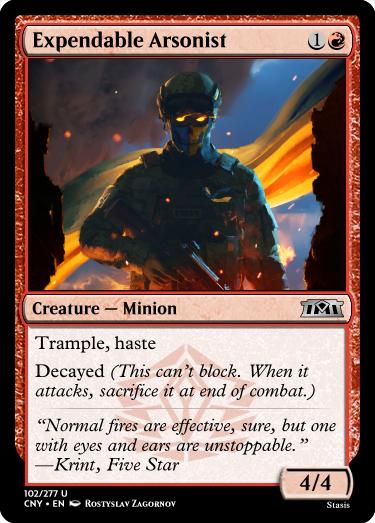 Expendable Arsonist 1
Creature — Minion
Trample, haste
Decayed (This can't block. When it
attacks, sacrifice it at end of combat.)
“Normal fires are effective, sure, but one
with eyes and ears are unstoppable.”
—Krint, Five Star
4/4
102/277 U
CNY • EN Rostyslav Zagornov
Stasis